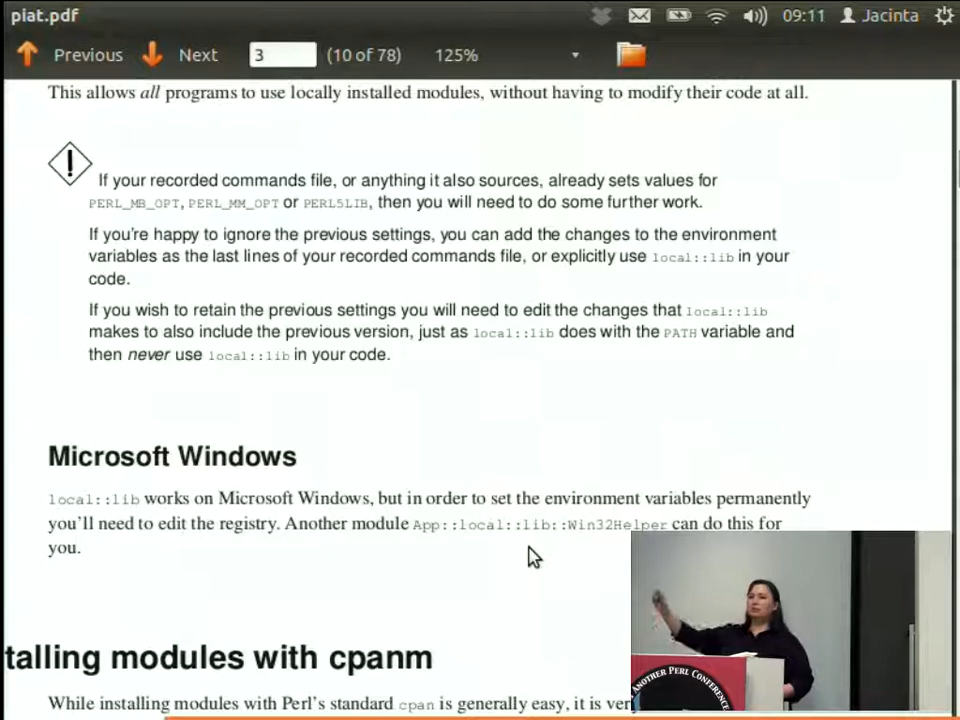 piat.pdf
09:11 Jacinta
Previous Next 3 (10 of 78) 125%
This allows all programs to use locally installed modules, without having to modify their code at all.
If your recorded commands file, or anything it also sources, already sets values for
PERL_MB_OPT, PERL_MM_OPT or PERL5LIB, then you will need to do some further work.
If you're happy to ignore the previous settings, you can add the changes to the environment
variables as the last lines of your recorded commands file, or explicitly use local::lib in your
code.
If you wish to retain the previous settings you will need to edit the changes that local::lib
makes to also include the previous version, just as local::lib does with the PATH variable and
then never use local::lib in your code.
Microsoft Windows
local::lib works on Microsoft Windows, but in order to set the environment variables permanently
you'll need to edit the registry. Another module App::local::lib::Win32Helper can do this for
you.
talling modules with cpanm
While installing modules with Perl's standard cpan is generally easy, it is very
ANOTHER PERL CONFERENCE